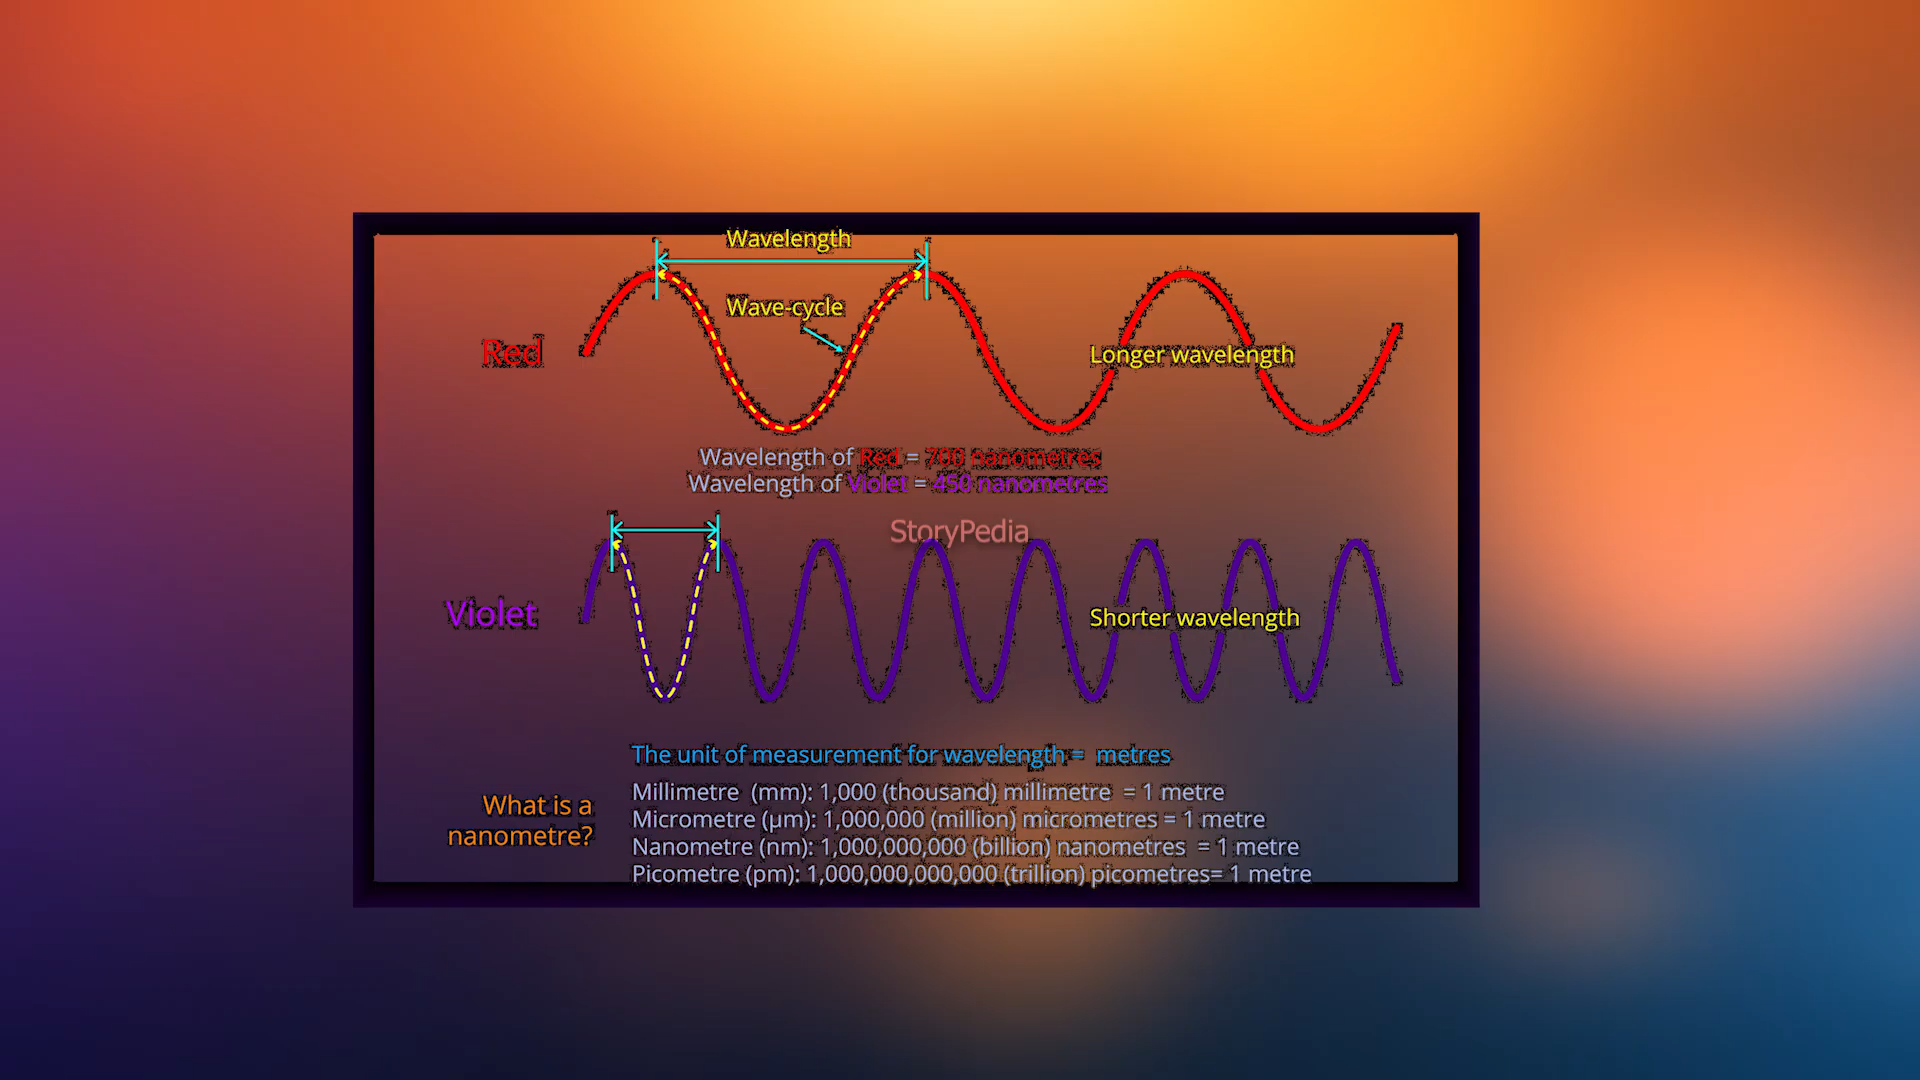 Wavelength
Wave-cycle
Red
Longer wavelength
Wavelength of Red = 700 nanometres
Wavelength of Violet = 450 nanometres
StoryPedia
Violet
Shorter wavelength
The unit of measurement for wavelength = metres
What is a
nanometre?
Millimetre (mm): 1,000 (thousand) millimetre = 1 metre
Micrometre (µm): 1,000,000 (million) micrometres = 1 metre
Nanometre (nm): 1,000,000,000 (billion) nanometres = 1 metre
Picometre (pm): 1,000,000,000,000 (trillion) picometres= 1 metre